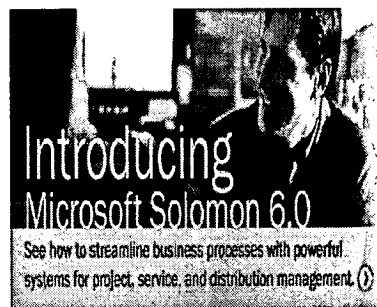 Introducing
Microsoft Solomon 6.0
See how to streamline business processes with powerful
systems for project, service, and distribution management.